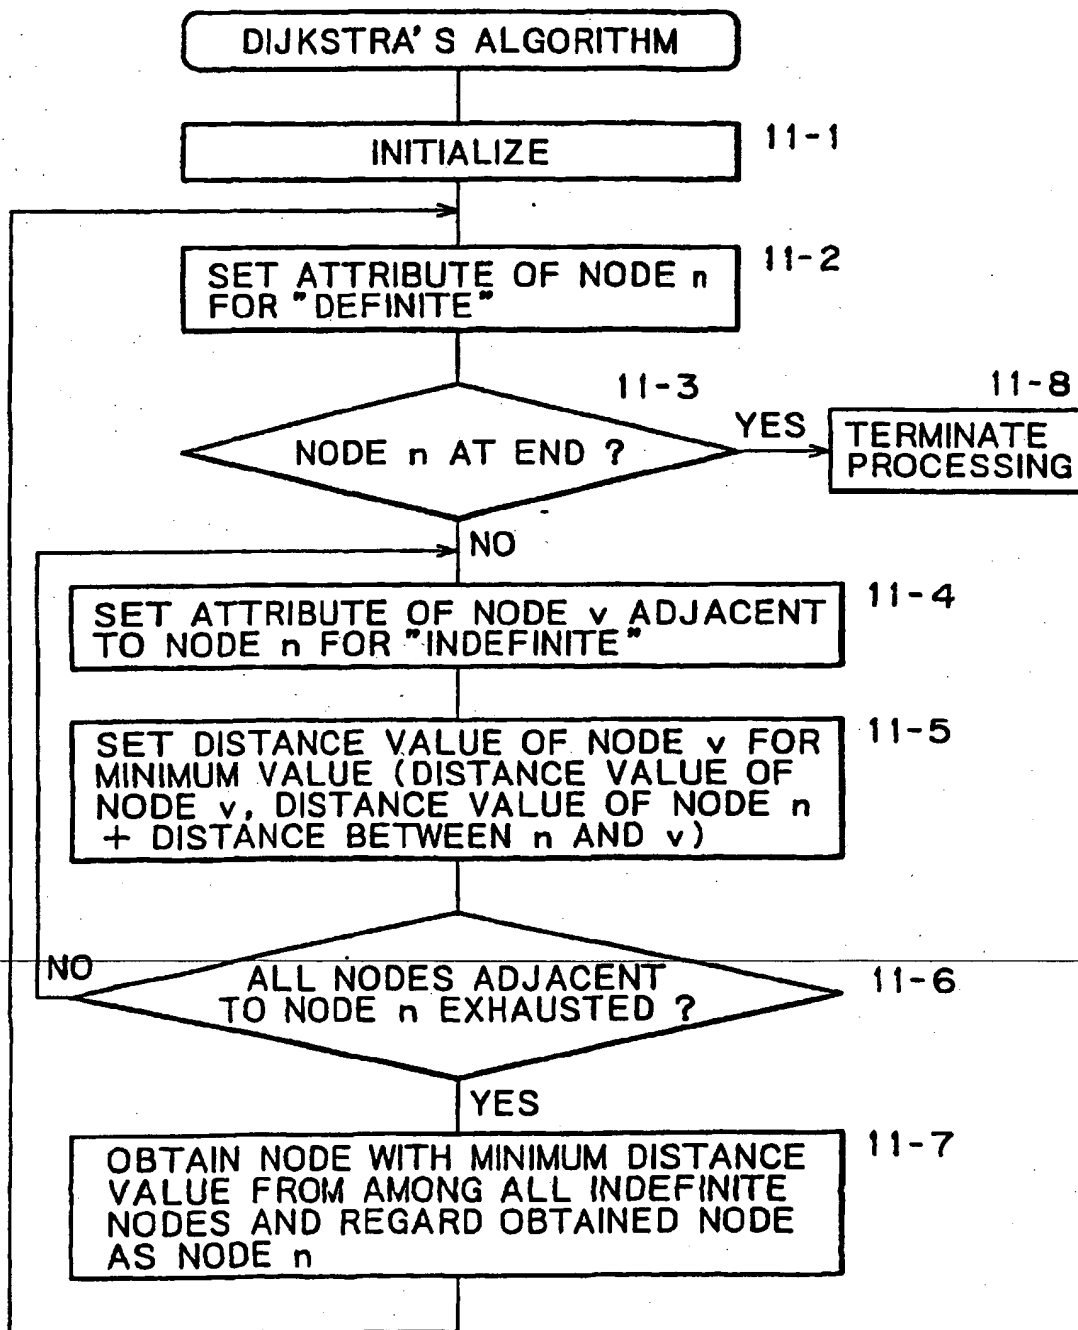 DIJKSTRA'S ALGORITHM
11-1
INITIALIZE
11-2
SET ATTRIBUTE OF NODE n
FOR "DEFINITE"
11-3
11-8
NODE n AT END ?
YES
TERMINATE
PROCESSING
NO
11-4
SET ATTRIBUTE OF NODE v ADJACENT
TO NODE n FOR "INDEFINITE"
11-5
SET DISTANCE VALUE OF NODE v FOR
MINIMUM VALUE (DISTANCE VALUE OF
NODE v, DISTANCE VALUE OF NODE n
+ DISTANCE BETWEEN n AND v)
NO
ALL NODES ADJACENT
TO NODE n EXHAUSTED ?
11-6
YES
11-7
OBTAIN NODE WITH MINIMUM DISTANCE
VALUE FROM AMONG ALL INDEFINITE
NODES AND REGARD OBTAINED NODE
AS NODE n